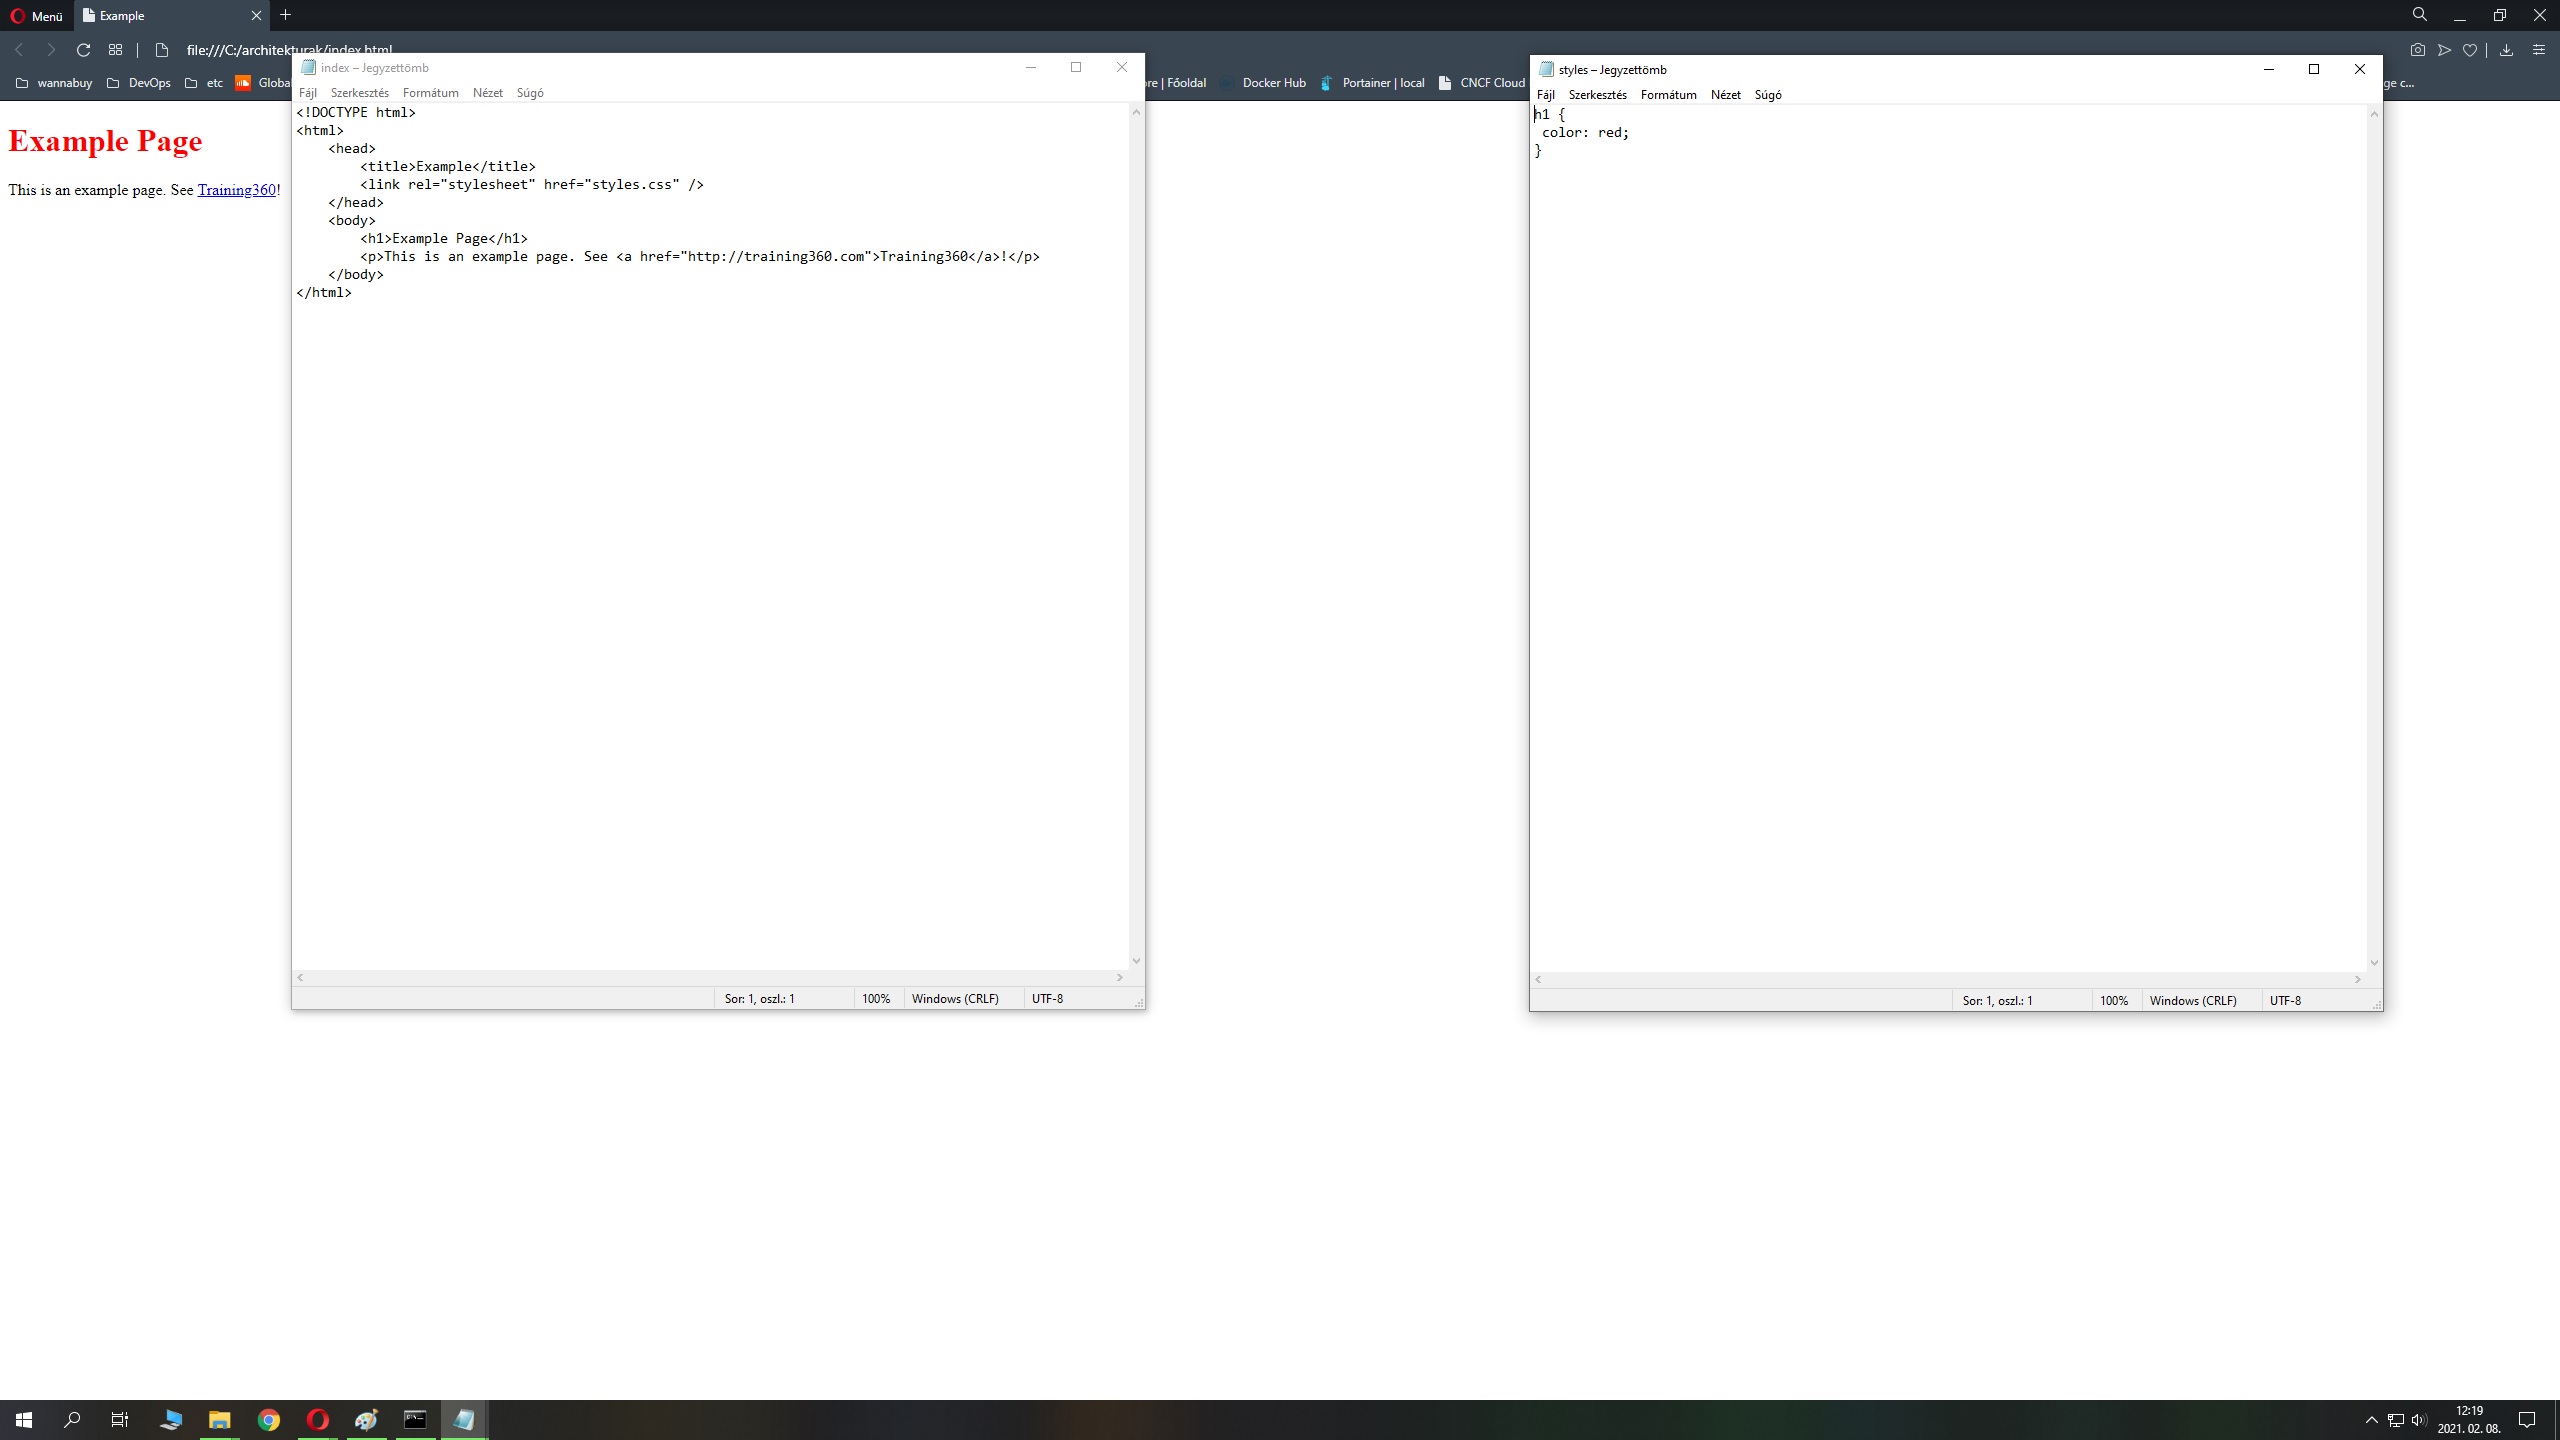 Menü
Example
file:///C:/architekturak/index.html
wannabuy
DevOps
etc
Global
ore | Főoldal
Docker Hub
Portainer | local
CNCF Cloud
ge c...
Example Page
This is an example page. See Training360!
index – Jegyzettömb
Fájl Szerkesztés Formátum Nézet Súgó
<!DOCTYPE html>
<html>
    <head>
        <title>Example</title>
        <link rel="stylesheet" href="styles.css" />
    </head>
    <body>
        <h1>Example Page</h1>
        <p>This is an example page. See <a href="http://training360.com">Training360</a>!</p>
    </body>
</html>
Sor: 1, oszl.: 1
100%
Windows (CRLF)
UTF-8
styles – Jegyzettömb
Fájl Szerkesztés Formátum Nézet Súgó
h1 {
 color: red;
}
Sor: 1, oszl.: 1
100%
Windows (CRLF)
UTF-8
12:19
2021. 02. 08.